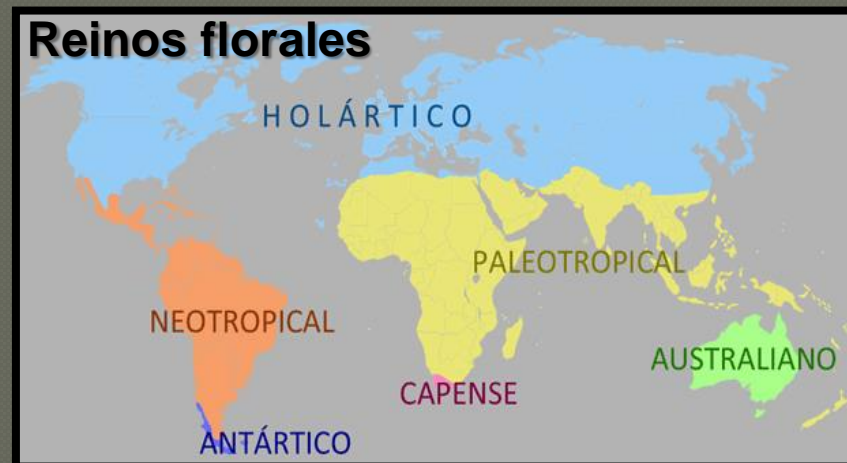 Reinos florales
HOLÁRTICO
PALEOTROPICAL
NEOTROPICAL
AUSTRALIANO
CAPENSE
ANTÁRTICO